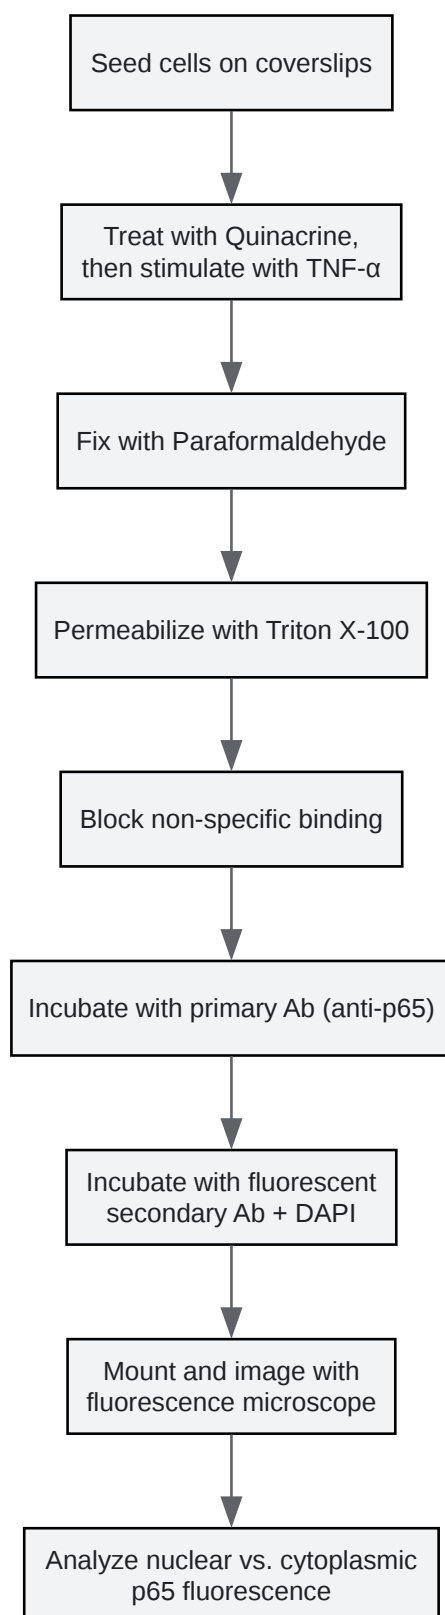 Seed cells on coverslips
Treat with Quinacrine,
then stimulate with TNF-α
Fix with Paraformaldehyde
Permeabilize with Triton X-100
Block non-specific binding
Incubate with primary Ab (anti-p65)
Incubate with fluorescent
secondary Ab + DAPI
Mount and image with
fluorescence microscope
Analyze nuclear vs. cytoplasmic
p65 fluorescence